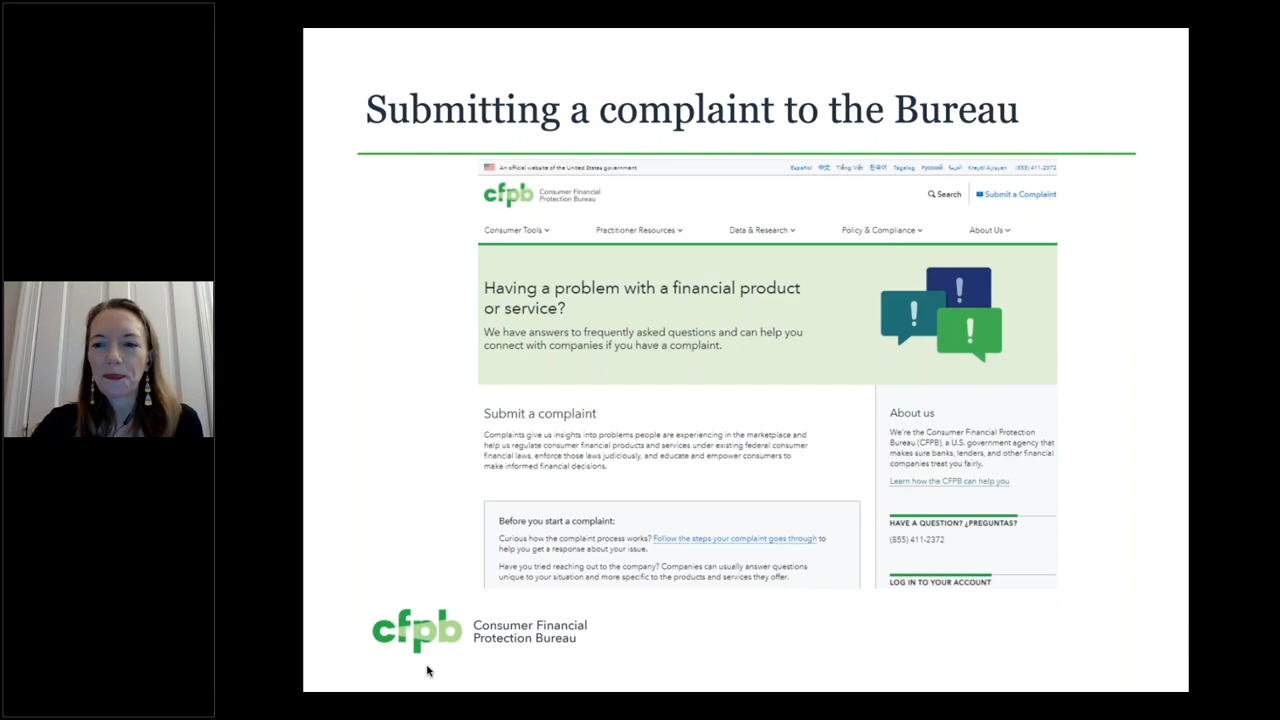 Submitting a complaint to the Bureau
An official website of the United States government
Español 中文 Tiếng Việt 한국어 Tagalog Русский العربية Kreyòl Ayisyen (855) 411-2372
cfpb Consumer Financial
Protection Bureau
Search Submit a Complaint
Consumer Tools Practitioner Resources Data & Research Policy & Compliance About Us
Having a problem with a financial product
or service?
We have answers to frequently asked questions and can help you
connect with companies if you have a complaint.
! ! !
Submit a complaint
Complaints give us insights into problems people are experiencing in the marketplace and
help us regulate consumer financial products and services under existing federal consumer
financial laws, enforce those laws judiciously, and educate and empower consumers to
make informed financial decisions.
Before you start a complaint:
Curious how the complaint process works? Follow the steps your complaint goes through to
help you get a response about your issue.
Have you tried reaching out to the company? Companies can usually answer questions
unique to your situation and more specific to the products and services they offer.
About us
We're the Consumer Financial Protection
Bureau (CFPB), a U.S. government agency that
makes sure banks, lenders, and other financial
companies treat you fairly.
Learn how the CFPB can help you
HAVE A QUESTION? ¿PREGUNTAS?
(855) 411-2372
LOG IN TO YOUR ACCOUNT
cfpb Consumer Financial
Protection Bureau